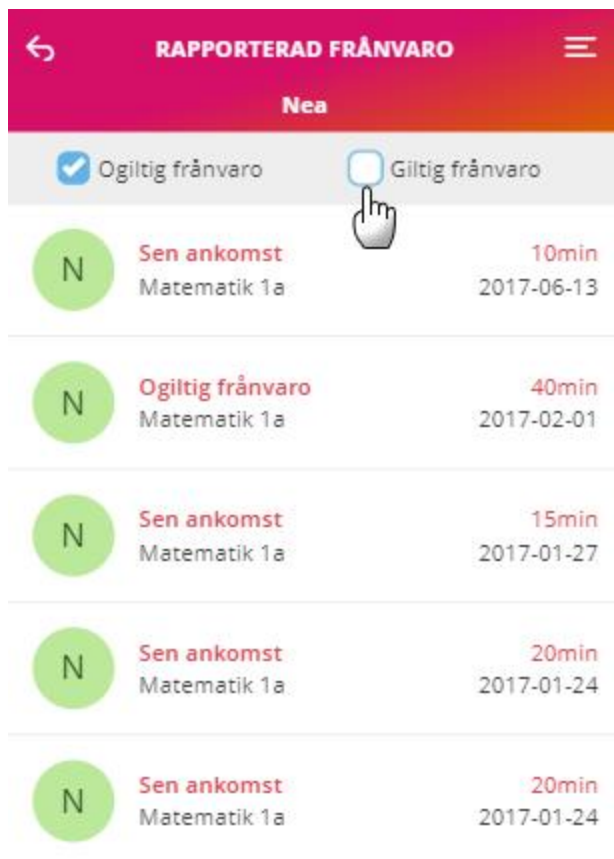 RAPPORTERAD FRÅNVARO
Nea
Ogiltig frånvaro Giltig frånvaro
N Sen ankomst 10min
Matematik 1a 2017-06-13
N Ogiltig frånvaro 40min
Matematik 1a 2017-02-01
N Sen ankomst 15min
Matematik 1a 2017-01-27
N Sen ankomst 20min
Matematik 1a 2017-01-24
N Sen ankomst 20min
Matematik 1a 2017-01-24